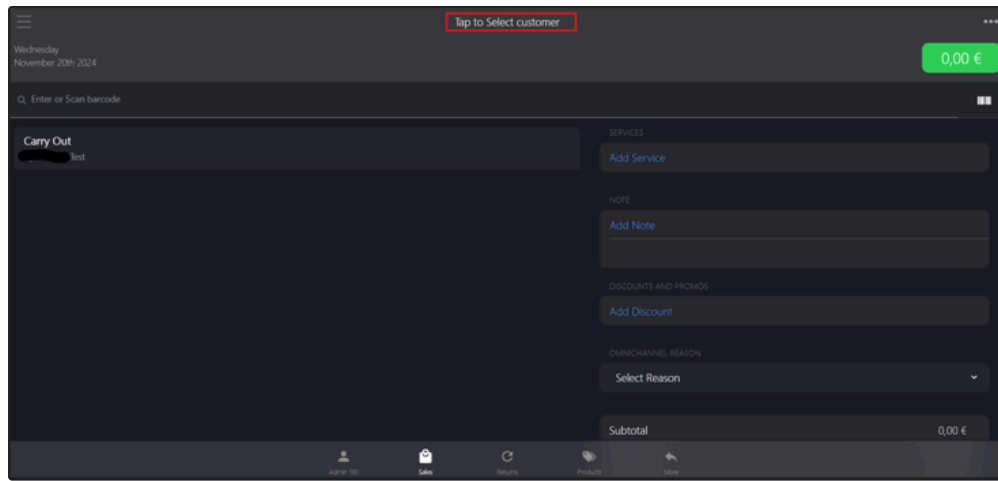 Tap to Select customer
Wednesday
November 20th 2024
0,00 €
Enter or Scan barcode
Carry Out
Test
SERVICES
Add Service
NOTE
Add Note
DISCOUNTS AND PROMOS
Add Discount
OMNICHANNEL REASON
Select Reason
Subtotal
0,00 €
Admin 100
Sales
Returns
Products
More